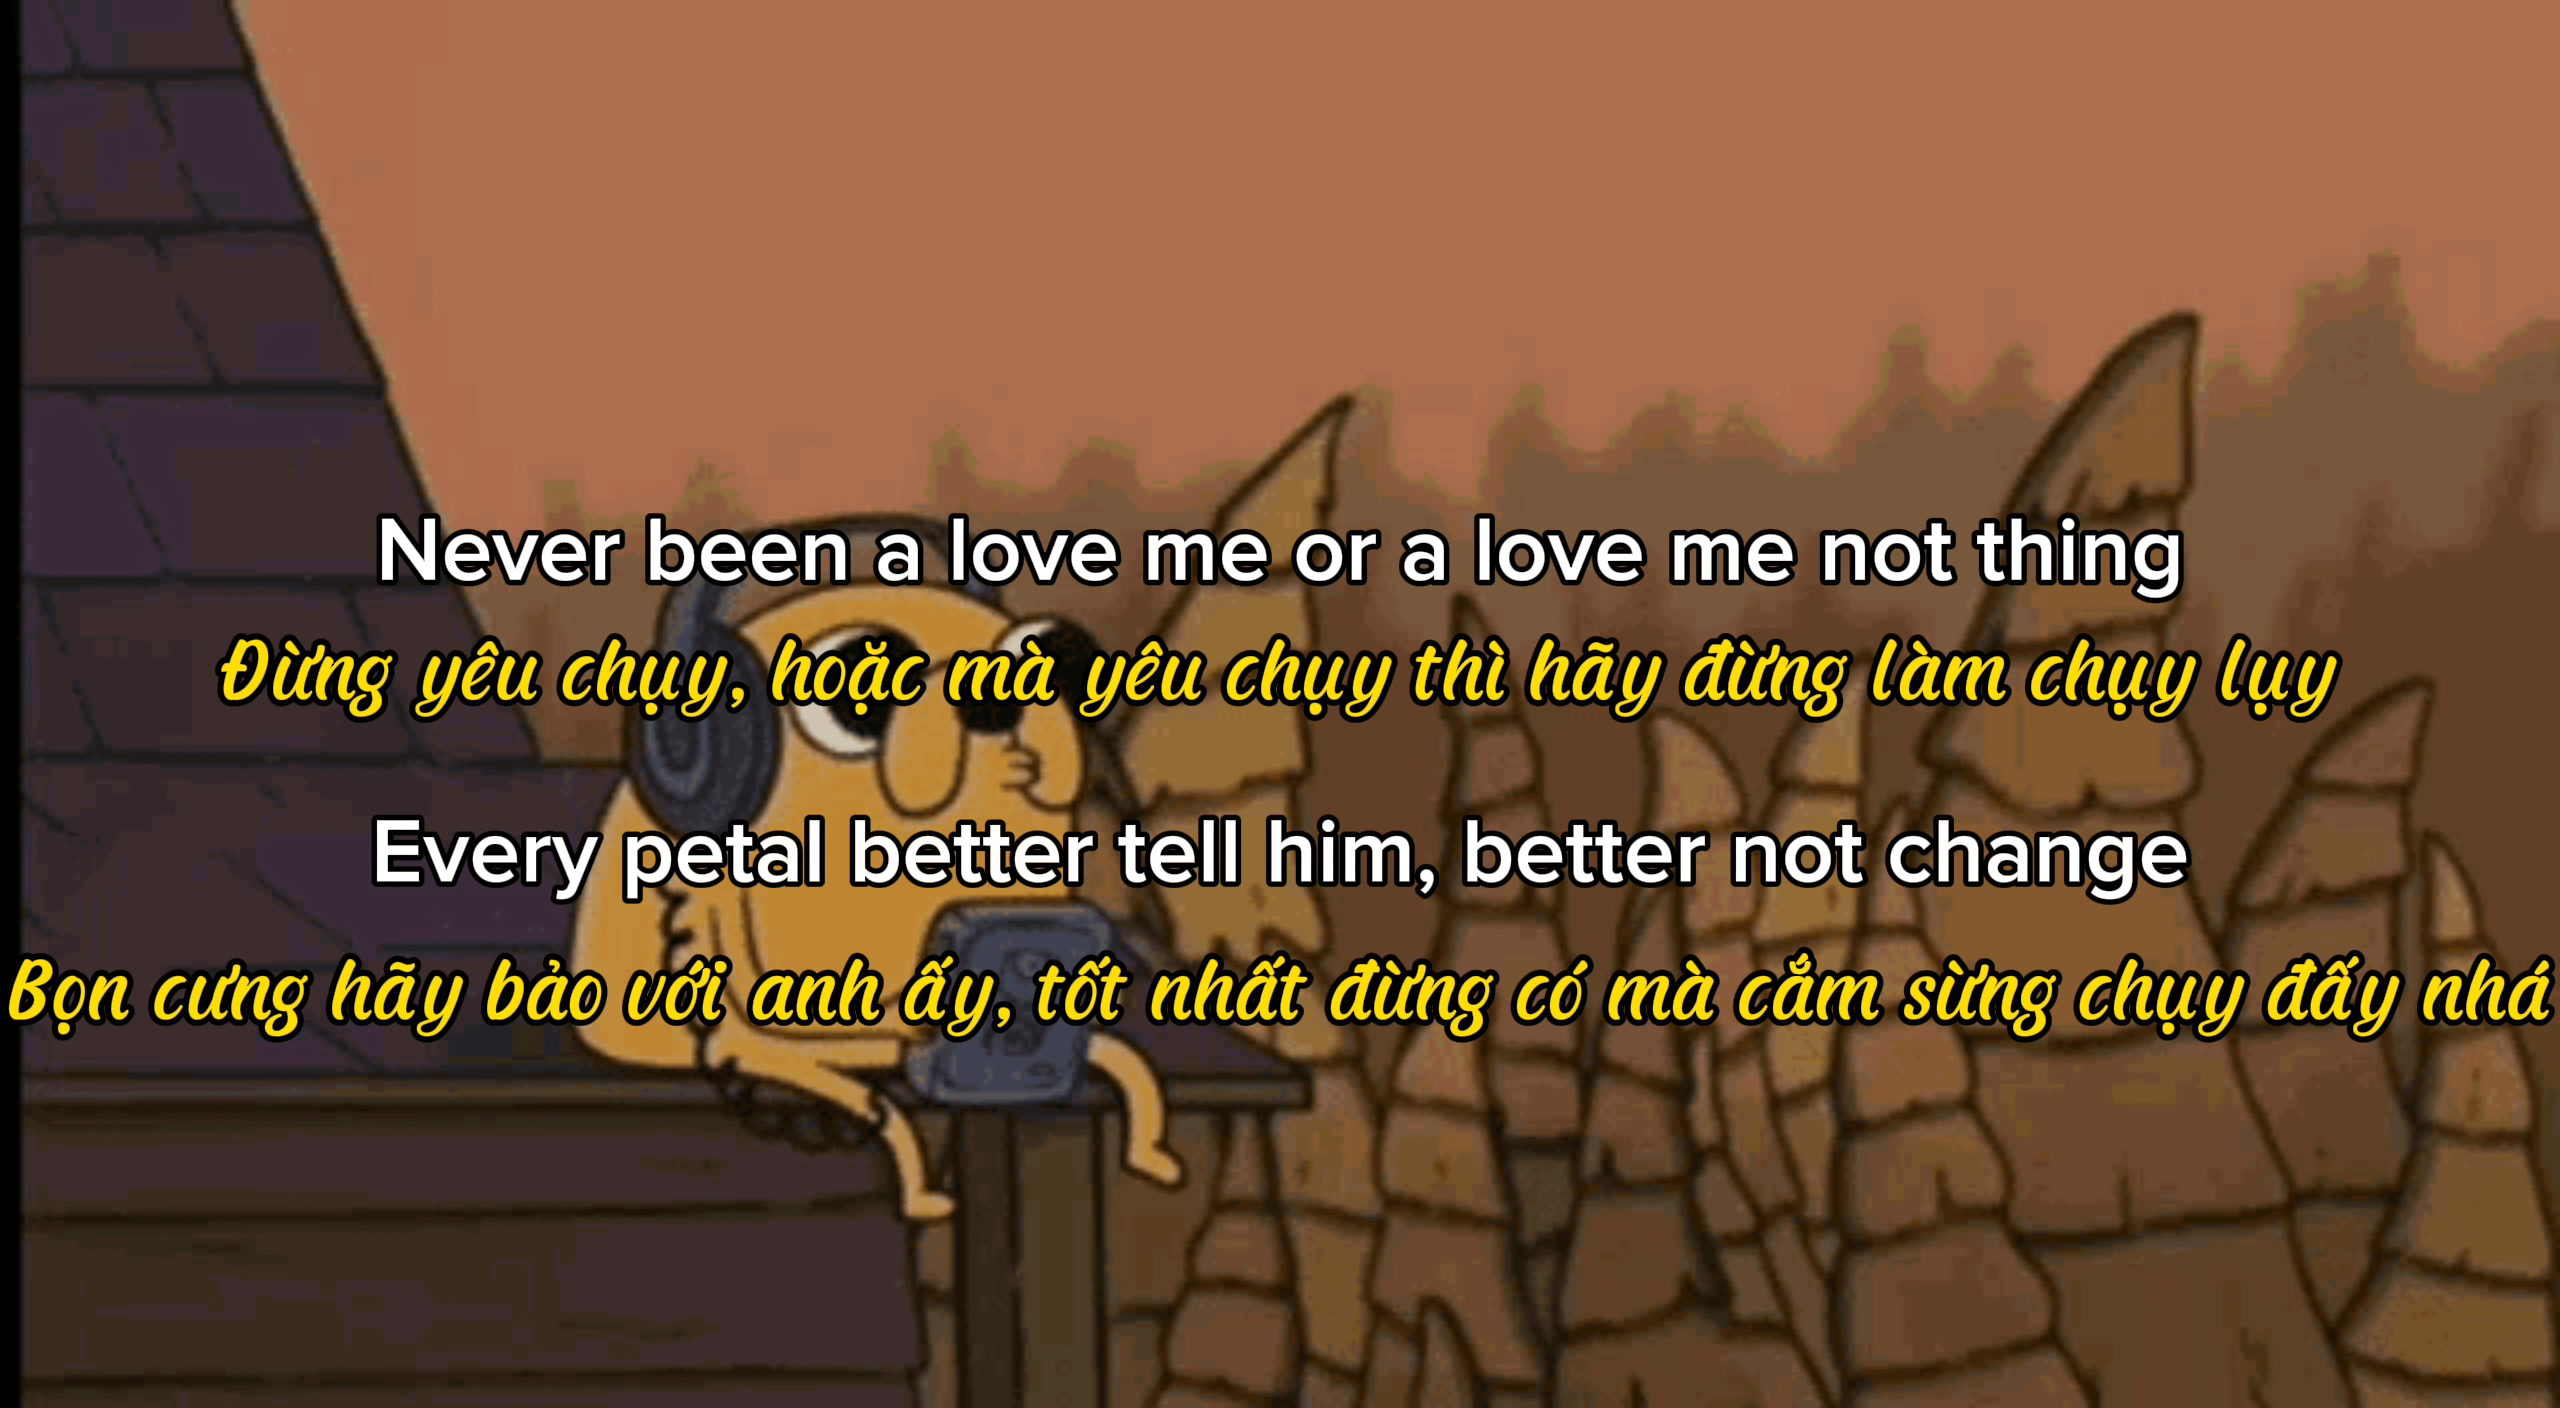 Never been a love me or a love me not thing
Đừng yêu chụy, hoặc mà yêu chụy thì hãy đừng làm chụy lụy
Every petal better tell him, better not change
Bọn cưng hãy bảo với anh ấy, tốt nhất đừng có mà cắm sừng chụy đấy nhá